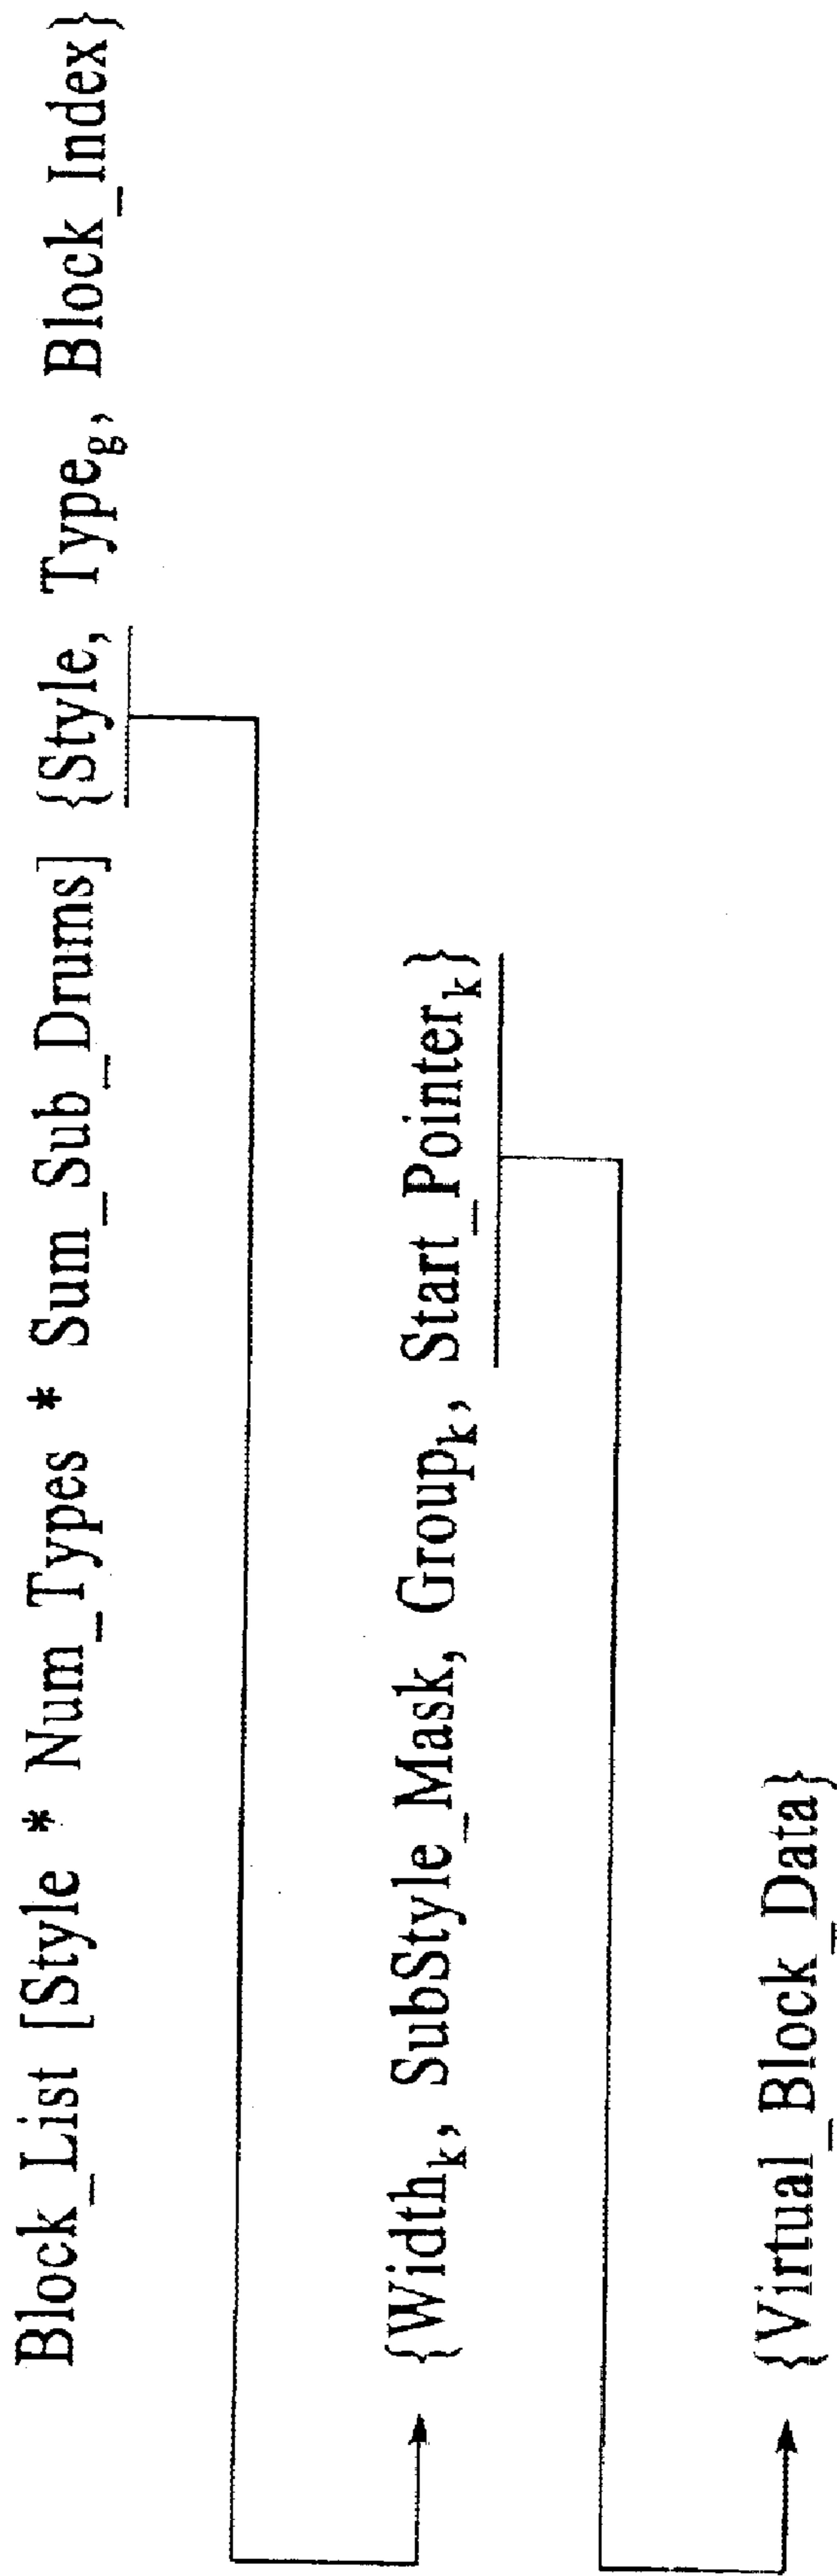 Block_List [Style * Num_Types * Sum_Sub_Drums] {Style, Type_g, Block_Index}
{Width_k, SubStyle_Mask, Group_k, Start_Pointer_k}
{Virtual_Block_Data}